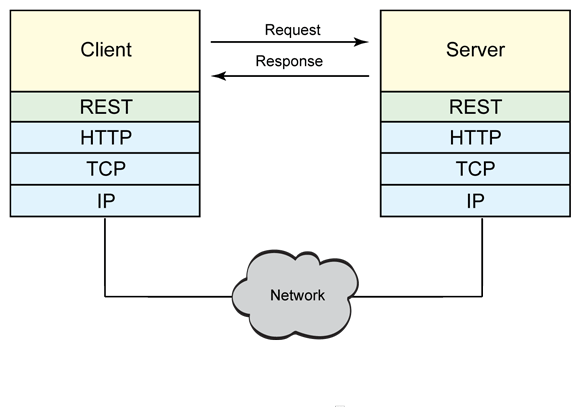 Client
REST
HTTP
TCP
IP
Request
Response
Server
REST
HTTP
TCP
IP
Network